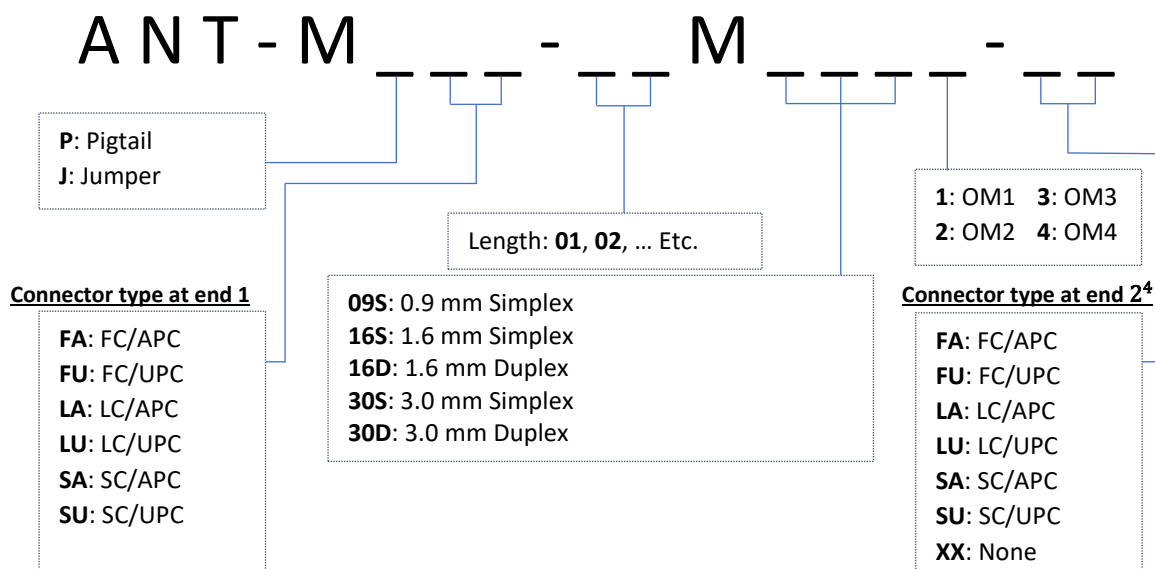 ANT-M _ _ _ - _ _ M _ _ _ _ - _ _
P: Pigtail
J: Jumper
1: OM1 3: OM3
2: OM2 4: OM4
Length: 01, 02, … Etc.
Connector type at end 1
FA: FC/APC
FU: FC/UPC
LA: LC/APC
LU: LC/UPC
SA: SC/APC
SU: SC/UPC
09S: 0.9 mm Simplex
16S: 1.6 mm Simplex
16D: 1.6 mm Duplex
30S: 3.0 mm Simplex
30D: 3.0 mm Duplex
Connector type at end 2⁴
FA: FC/APC
FU: FC/UPC
LA: LC/APC
LU: LC/UPC
SA: SC/APC
SU: SC/UPC
XX: None